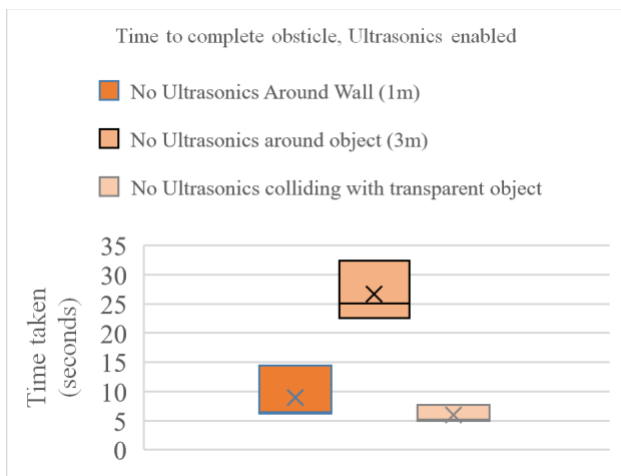 Time to complete obsticle, Ultrasonics enabled
No Ultrasonics Around Wall (1m)
No Ultrasonics around object (3m)
No Ultrasonics colliding with transparent object
Time taken
(seconds)
35
30
25
20
15
10
5
0